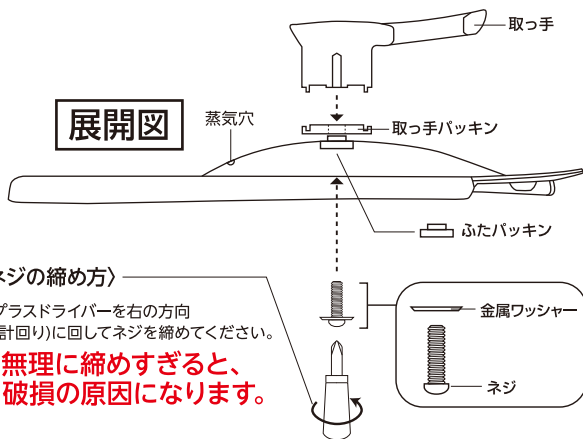 取っ手
展開図
蒸気穴
取っ手パッキン
ふたパッキン
ネジの締め方〉
プラスドライバーを右の方向
計回り)に回してネジを締めてください。
無理に締めすぎると、
破損の原因になります。
金属ワッシャー
ネジ